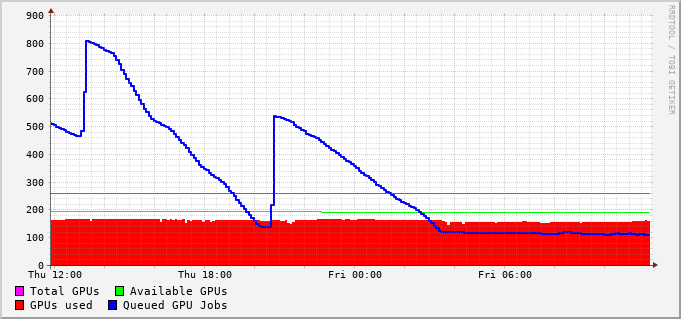 900
800
700
600
500
400
300
200
100
0
Thu 12:00 Thu 18:00 Fri 00:00 Fri 06:00
Total GPUs Available GPUs
GPUs used Queued GPU Jobs
RRDTOOL / TOBI OETIKER